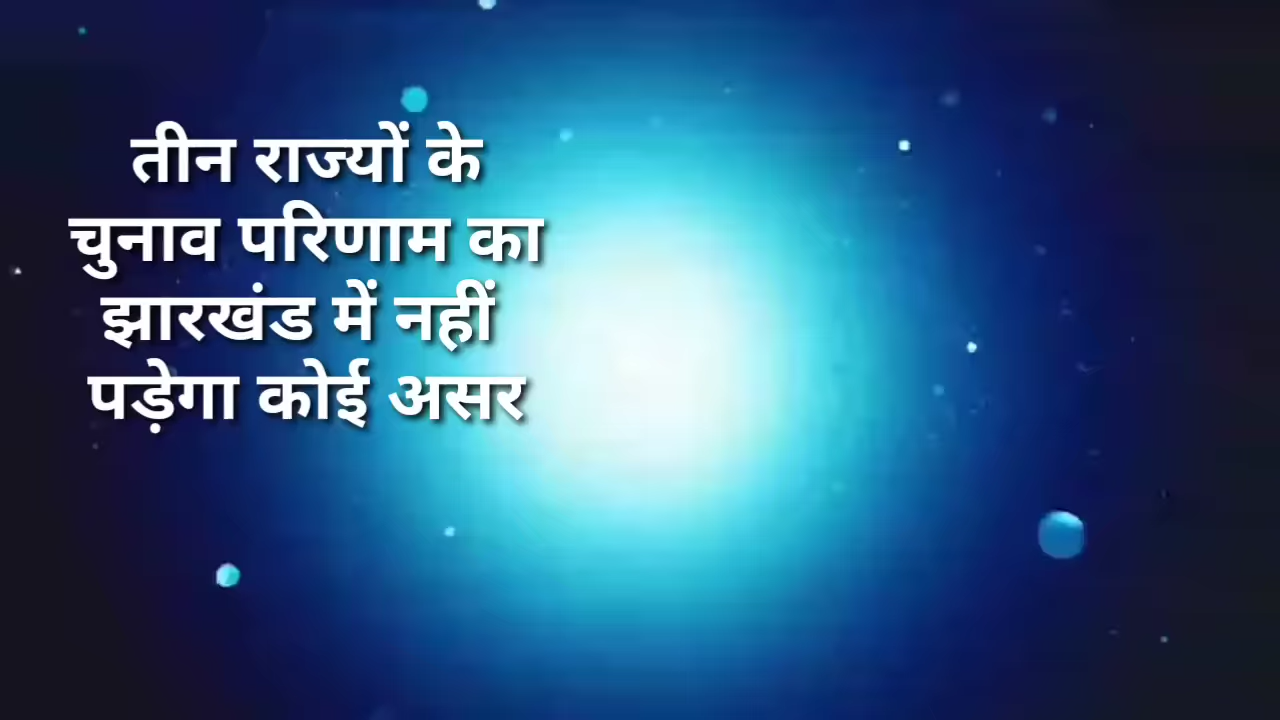 तीन राज्यों के
चुनाव परिणाम का
झारखंड में नहीं
पड़ेगा कोई असर